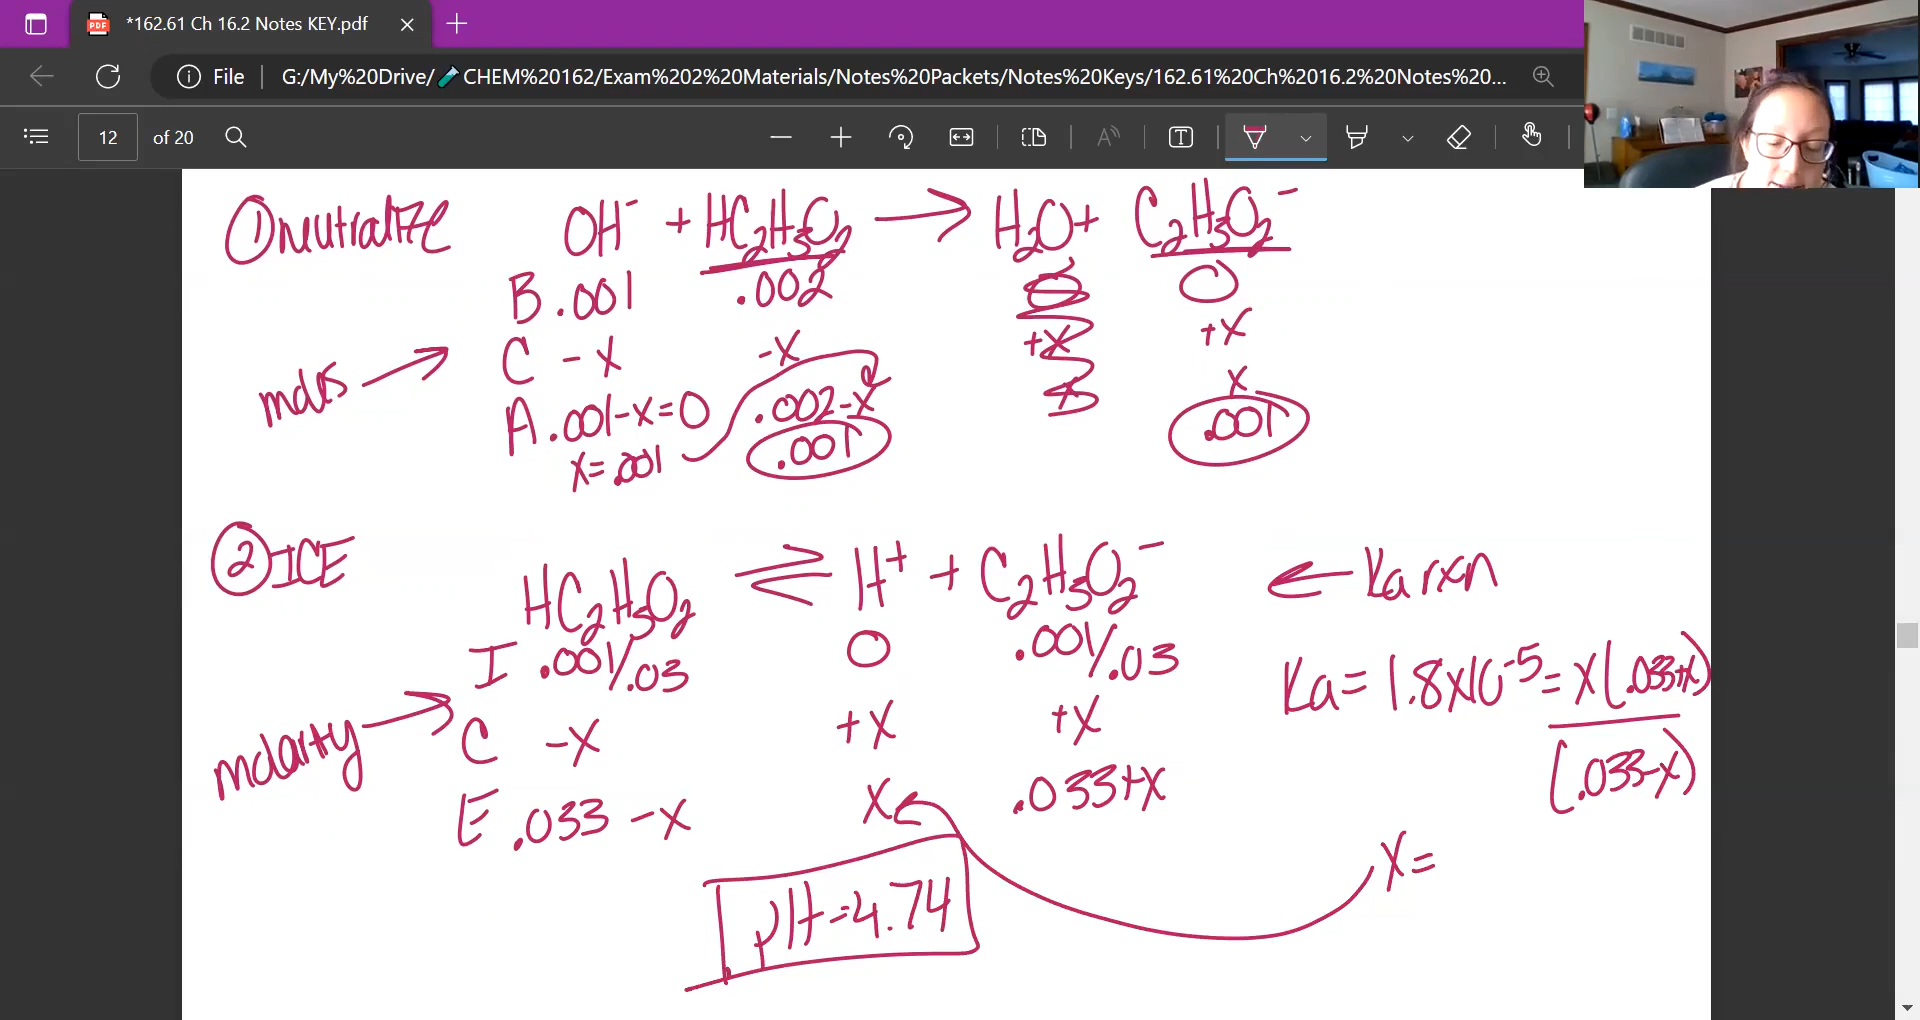 *162.61 Ch 16.2 Notes KEY.pdf
File G:/My%20Drive/🧪CHEM%20162/Exam%202%20Materials/Notes%20Packets/Notes%20Keys/162.61%20Ch%2016.2%20Notes%20...
12 of 20
① neutralize OH⁻ + HC₂H₃O₂ → H₂O + C₂H₃O₂⁻
B .001 .002 0 0
moles → C -x -x +x +x
A .001-x=0 .002-x x x
x=.001 .001 .001
② ICE HC₂H₃O₂ ⇌ H⁺ + C₂H₃O₂⁻ ← Ka rxn
I .001/.03 0 .001/.03
Ka = 1.8x10⁻⁵ = x(.033+x)
(.033-x)
molarity → C -x +x +x
E .033 -x x .033+x
x=
pH=4.74